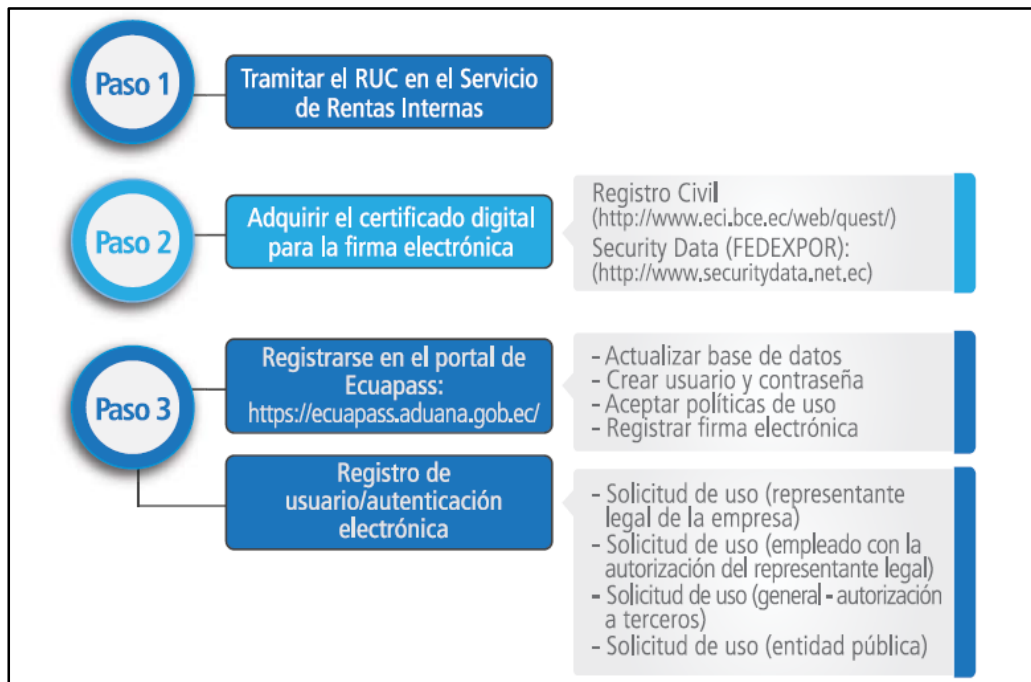 Paso 1
Tramitar el RUC en el Servicio
de Rentas Internas
Paso 2
Adquirir el certificado digital
para la firma electrónica
Registro Civil
(http://www.eci.bce.ec/web/quest/)
Security Data (FEDEXPOR):
(http://www.securitydata.net.ec)
Paso 3
Registrarse en el portal de
Ecuapass:
https://ecuapass.aduana.gob.ec/
- Actualizar base de datos
- Crear usuario y contraseña
- Aceptar políticas de uso
- Registrar firma electrónica
Registro de
usuario/autenticación
electrónica
- Solicitud de uso (representante
legal de la empresa)
- Solicitud de uso (empleado con la
autorización del representante legal)
- Solicitud de uso (general - autorización
a terceros)
- Solicitud de uso (entidad pública)